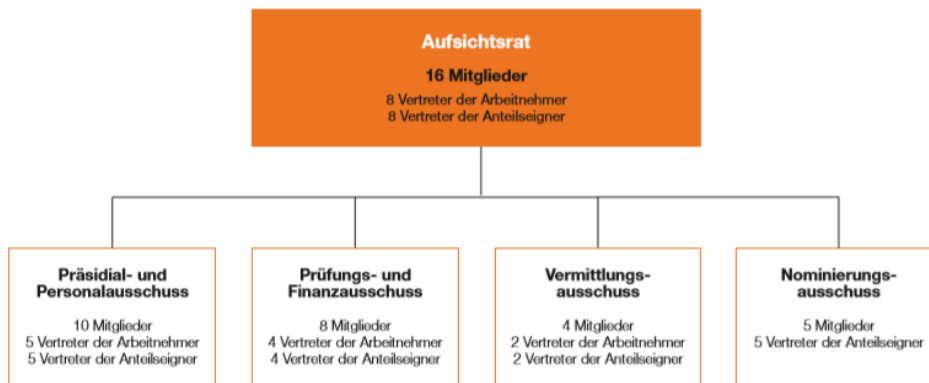 Aufsichtsrat
16 Mitglieder
8 Vertreter der Arbeitnehmer
8 Vertreter der Anteilseigner
Präsidial- und
Personalausschuss
10 Mitglieder
5 Vertreter der Arbeitnehmer
5 Vertreter der Anteilseigner
Prüfungs- und
Finanzausschuss
8 Mitglieder
4 Vertreter der Arbeitnehmer
4 Vertreter der Anteilseigner
Vermittlungs-
ausschuss
4 Mitglieder
2 Vertreter der Arbeitnehmer
2 Vertreter der Anteilseigner
Nominierungs-
ausschuss
5 Mitglieder
5 Vertreter der Anteilseigner